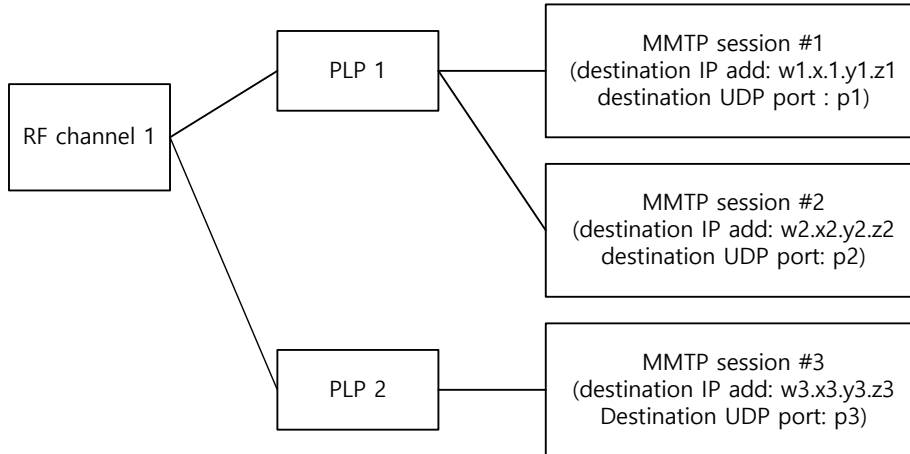 RF channel 1
PLP 1
PLP 2
MMTP session #1
(destination IP add: w1.x.1.y1.z1
destination UDP port : p1)
MMTP session #2
(destination IP add: w2.x2.y2.z2
destination UDP port: p2)
MMTP session #3
(destination IP add: w3.x3.y3.z3
Destination UDP port: p3)